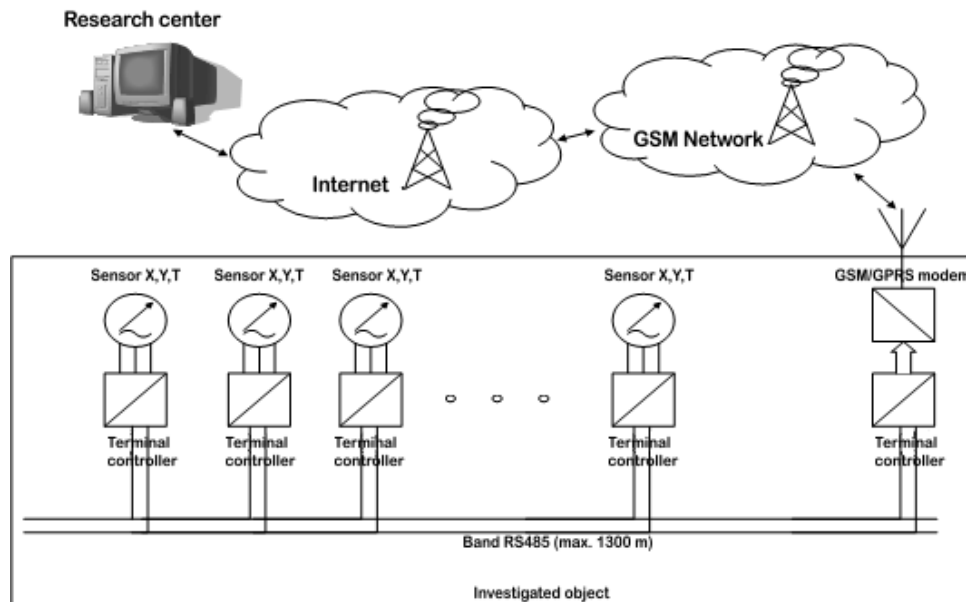 Research center
GSM Network
Internet
Sensor X,Y,T
Sensor X,Y,T
Sensor X,Y,T
Sensor X,Y,T
GSM/GPRS modem
Terminal
controller
Terminal
controller
Terminal
controller
Terminal
controller
Terminal
controller
Band RS485 (max. 1300 m)
Investigated object